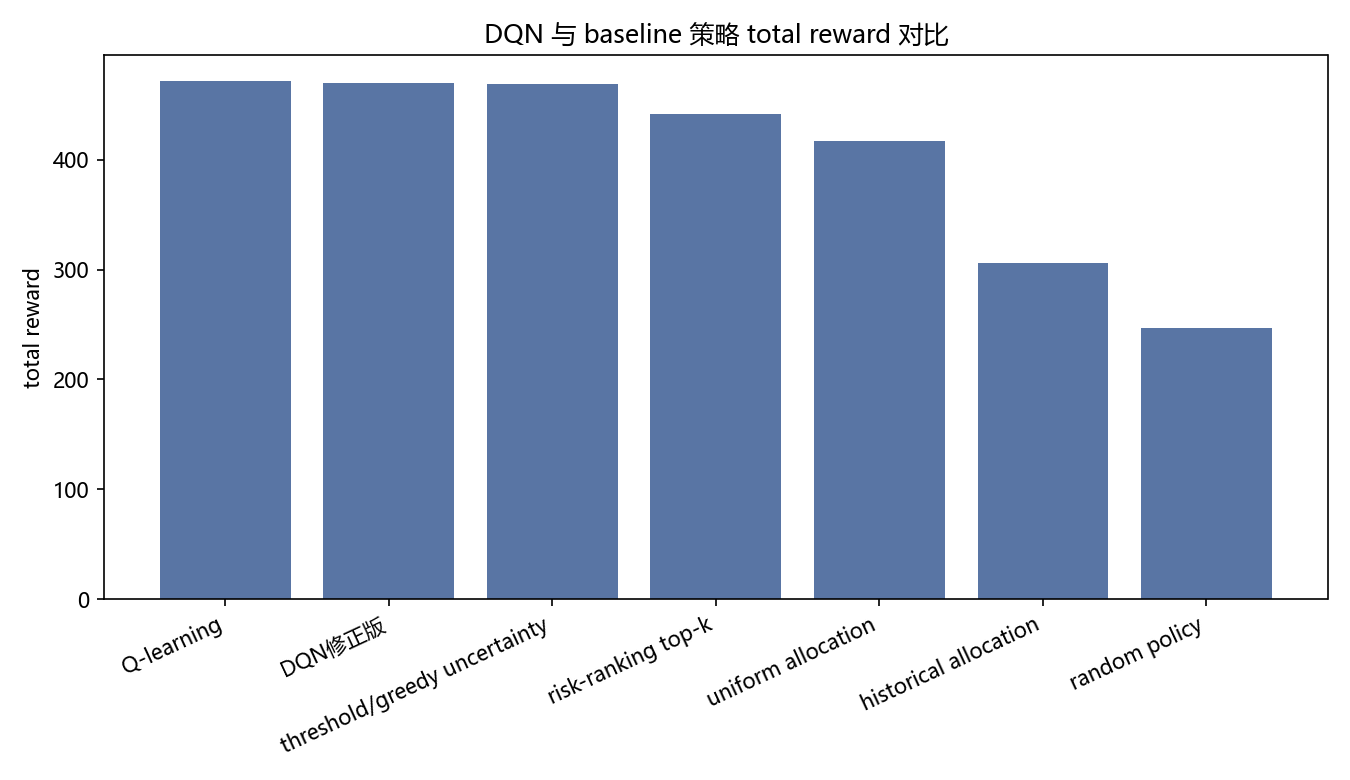 DQN 与 baseline 策略 total reward 对比
total reward
400
300
200
100
0
Q-learning
DQN修正版
threshold/greedy uncertainty
risk-ranking top-k
uniform allocation
historical allocation
random policy